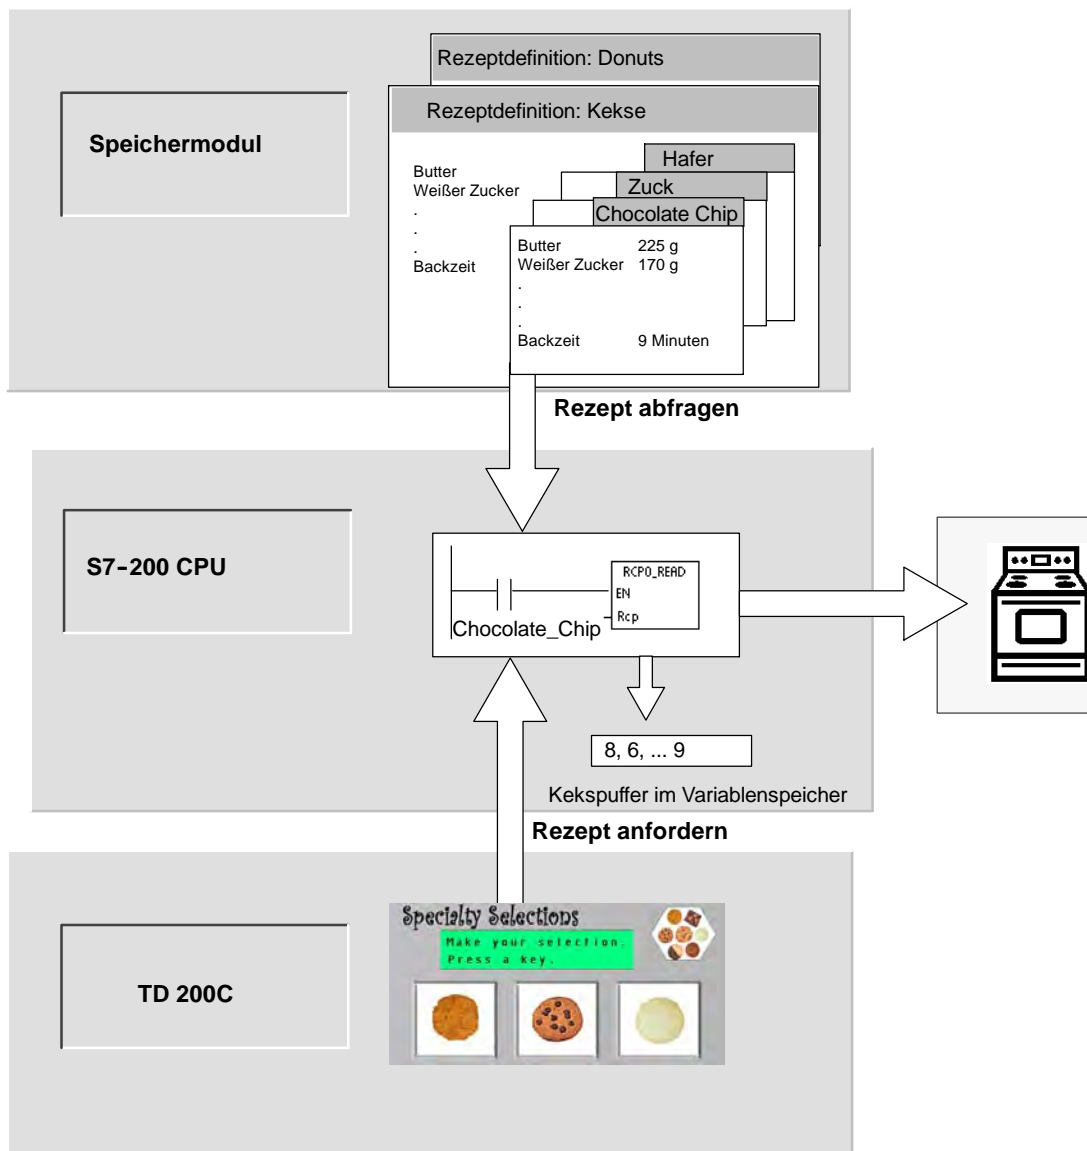 Rezeptdefinition: Donuts
Rezeptdefinition: Kekse
Speichermodul
Hafer
Zuck
Chocolate Chip
Butter
Weißer Zucker
.
.
.
Backzeit
Butter 225 g
Weißer Zucker 170 g
.
.
.
Backzeit 9 Minuten
Rezept abfragen
S7-200 CPU
RCP0_READ
EN
Rcp
Chocolate_Chip
8, 6, ... 9
Kekspuffer im Variablenspeicher
Rezept anfordern
TD 200C
Specialty Selections
Make your selection;
Press a key.